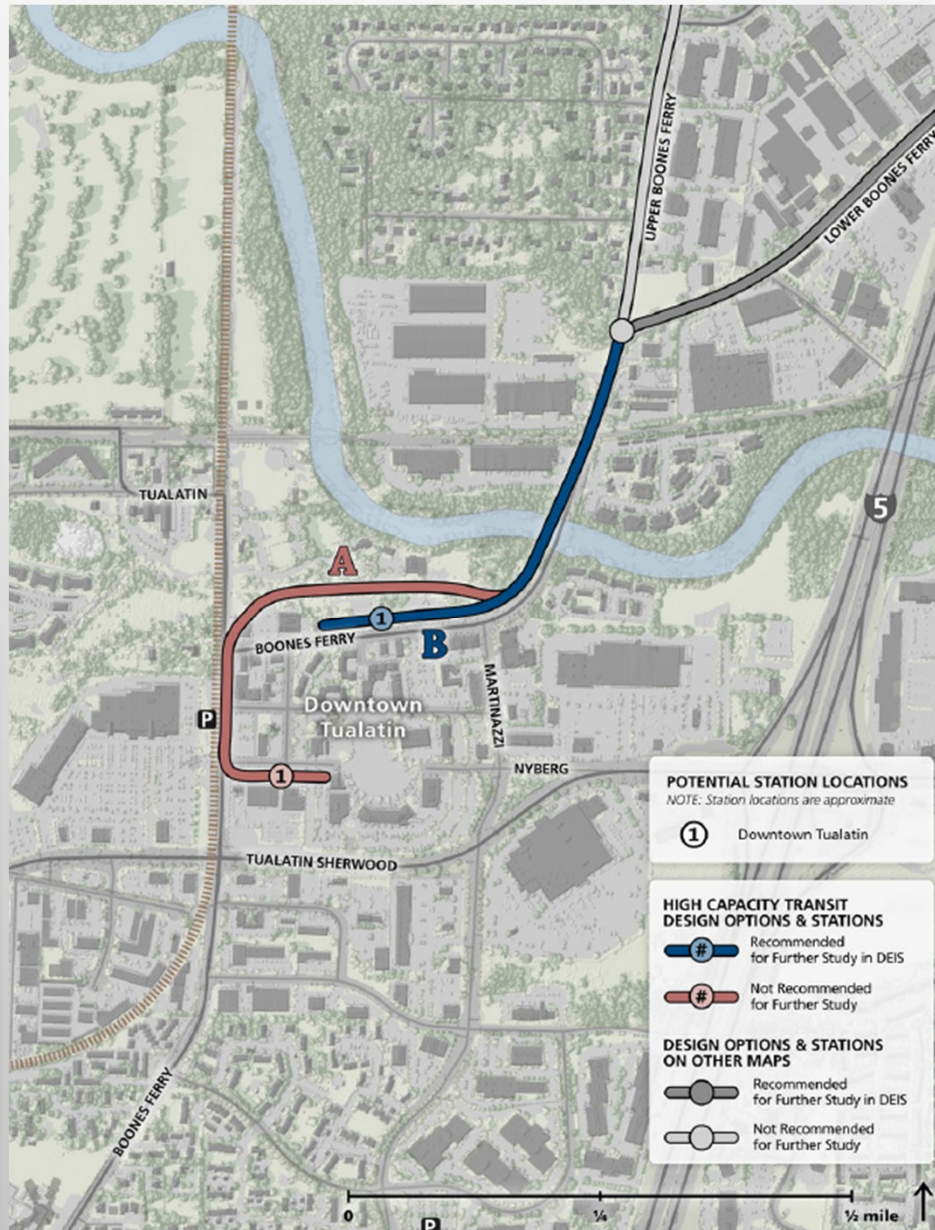 UPPER BOONES FERRY
LOWER BOONES FERRY
TUALATIN
5
A
1
BOONES FERRY
B
MARTINAZZI
Downtown
Tualatin
P
1
NYBERG
TUALATIN SHERWOOD
BOONES FERRY
POTENTIAL STATION LOCATIONS
NOTE: Station locations are approximate
1 Downtown Tualatin
HIGH CAPACITY TRANSIT
DESIGN OPTIONS & STATIONS
# Recommended
for Further Study in DEIS
# Not Recommended
for Further Study
DESIGN OPTIONS & STATIONS
ON OTHER MAPS
Recommended
for Further Study in DEIS
Not Recommended
for Further Study
0 ¼ ½ mile
P